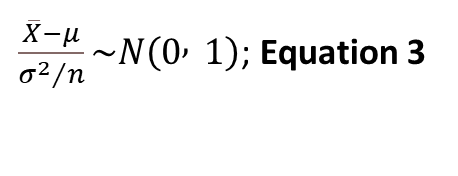 X̄−μ / σ²/n ~N(0, 1); Equation 3